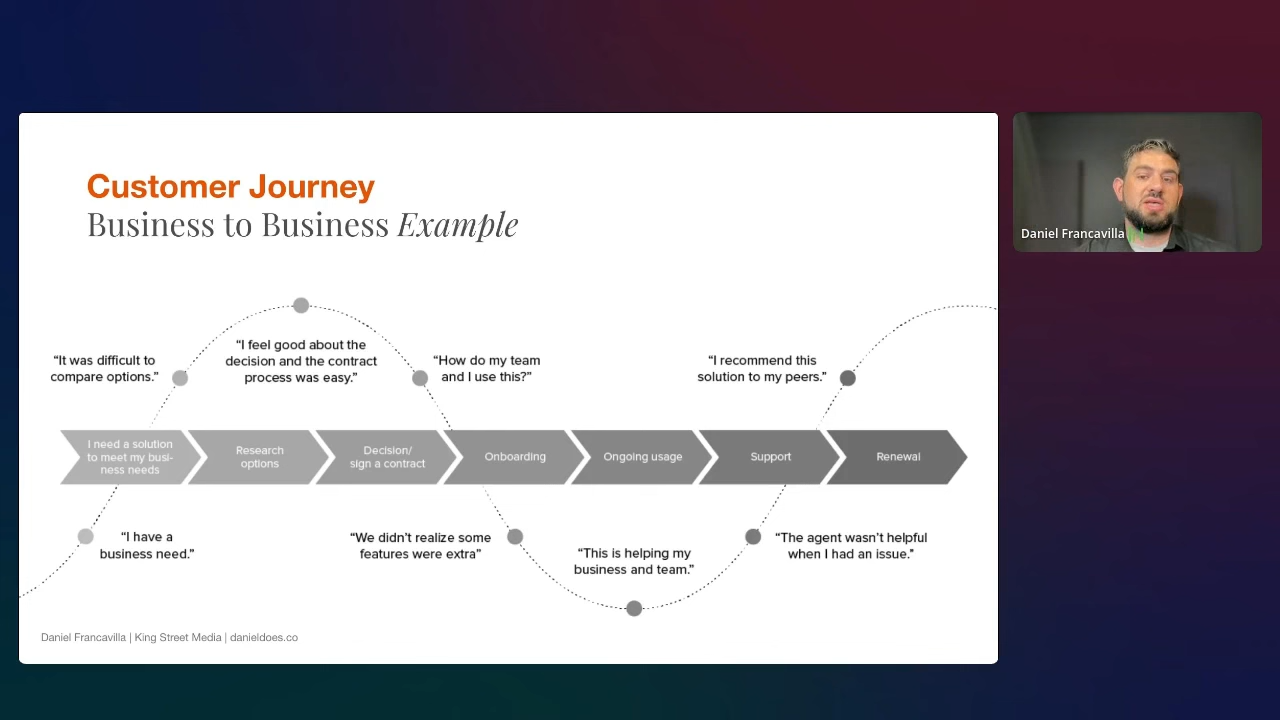 Customer Journey
Business to Business Example
“It was difficult to
compare options.”
“I feel good about the
decision and the contract
process was easy.”
“How do my team
and I use this?”
“I recommend this
solution to my peers.”
I need a solution
to meet my busi-
ness needs
Research
options
Decision/
sign a contract
Onboarding
Ongoing usage
Support
Renewal
“I have a
business need.”
“We didn’t realize some
features were extra”
“This is helping my
business and team.”
“The agent wasn’t helpful
when I had an issue.”
Daniel Francavilla | King Street Media | danieldoes.co
Daniel Francavilla